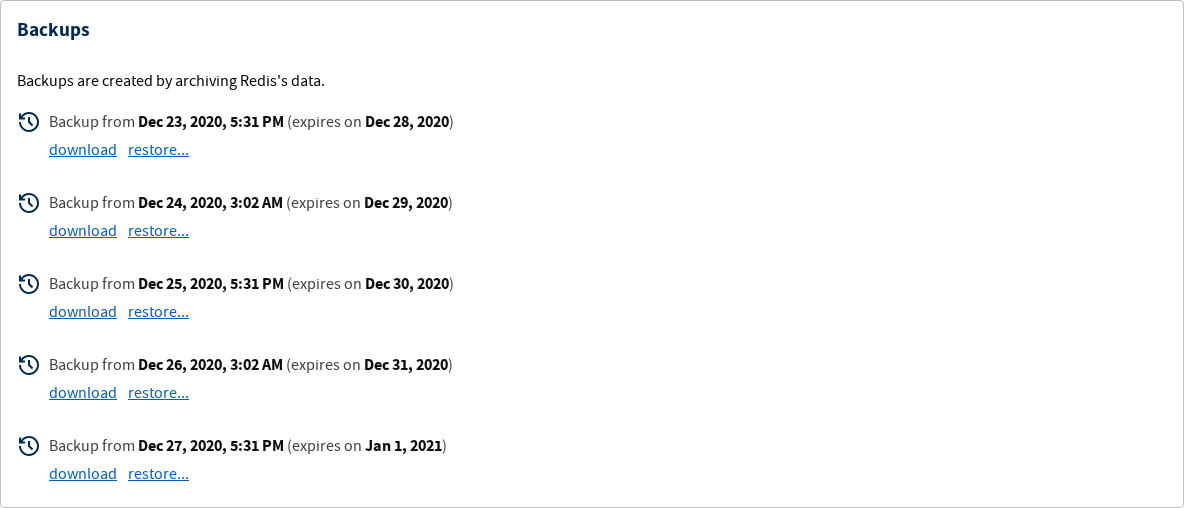 Backups
Backups are created by archiving Redis's data.
Backup from Dec 23, 2020, 5:31 PM (expires on Dec 28, 2020)
download restore...
Backup from Dec 24, 2020, 3:02 AM (expires on Dec 29, 2020)
download restore...
Backup from Dec 25, 2020, 5:31 PM (expires on Dec 30, 2020)
download restore...
Backup from Dec 26, 2020, 3:02 AM (expires on Dec 31, 2020)
download restore...
Backup from Dec 27, 2020, 5:31 PM (expires on Jan 1, 2021)
download restore...